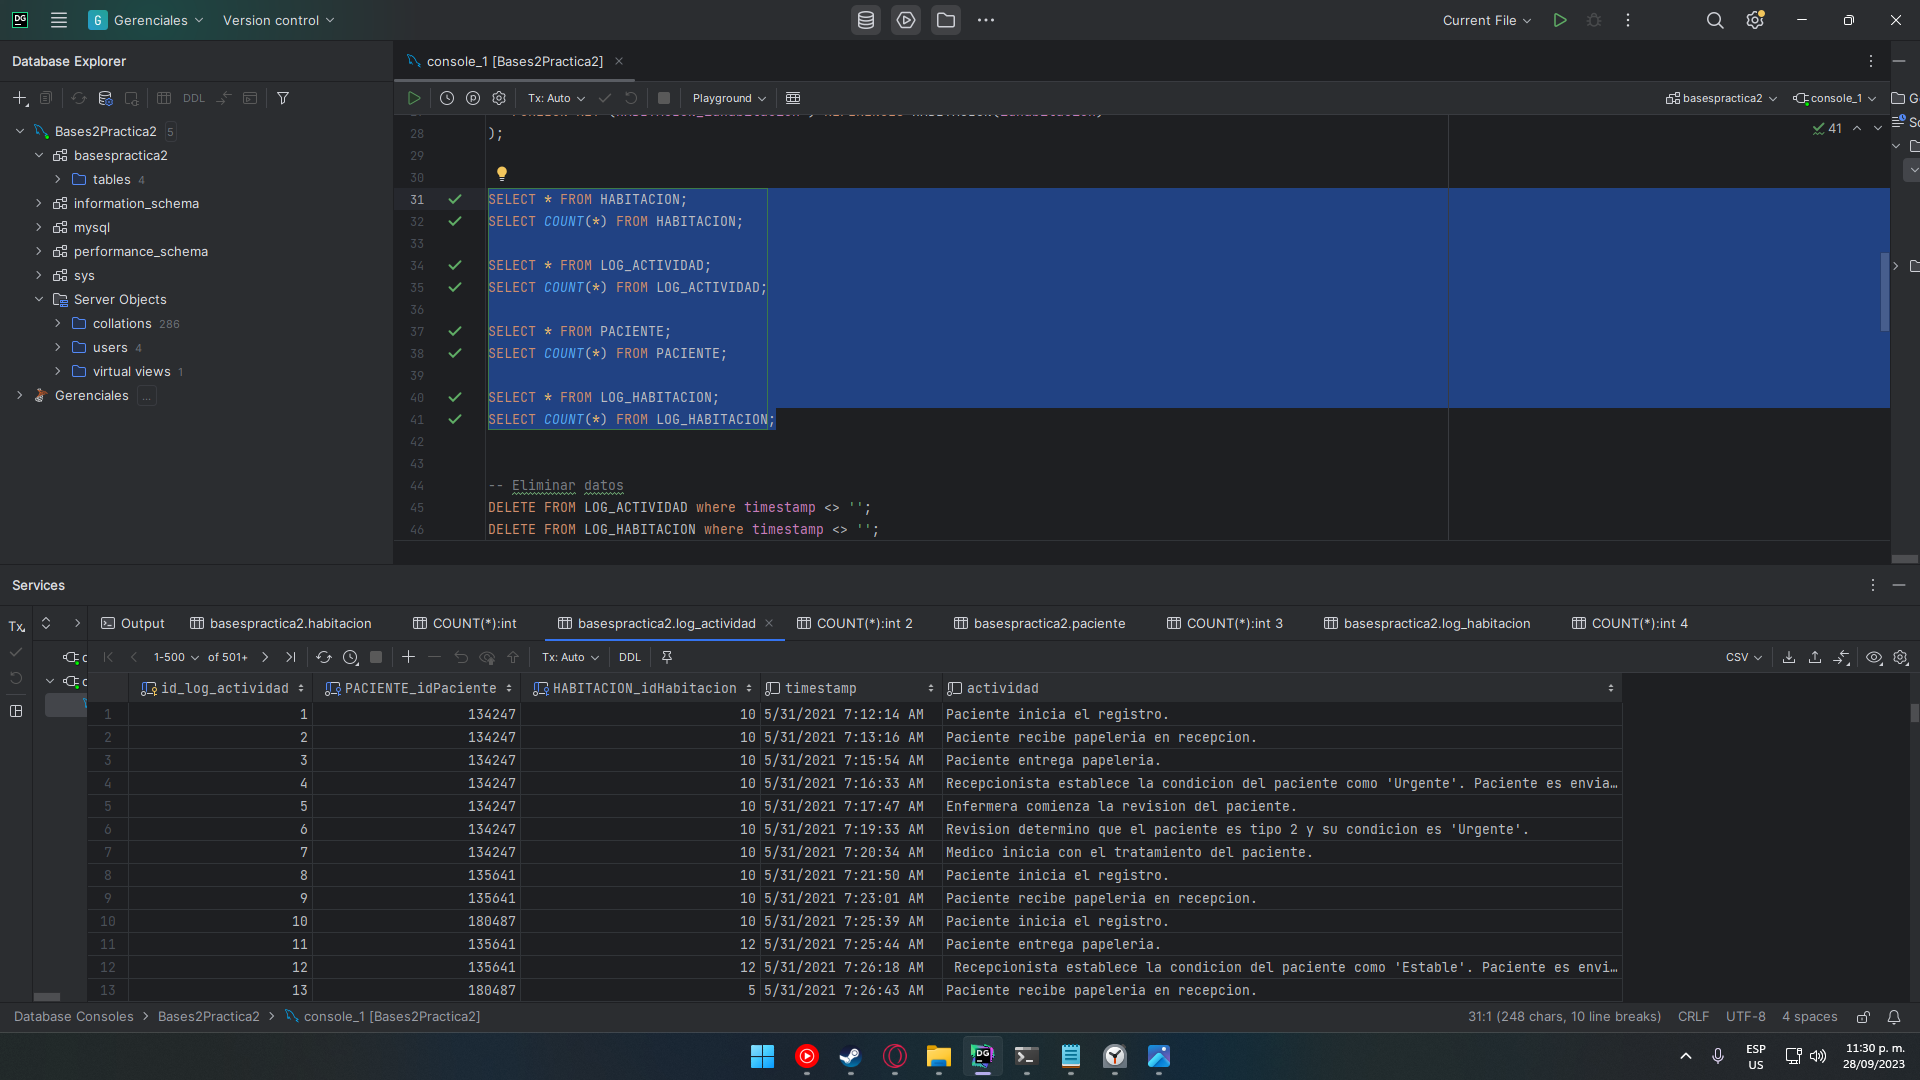 DG G Gerenciales Version control Current File
Database Explorer
console_1 [Bases2Practica2]
DDL
Tx: Auto Playground basespractica2 console_1
Bases2Practica2 5
basespractica2
tables 4
information_schema
mysql
performance_schema
sys
Server Objects
collations 286
users 4
virtual views 1
Gerenciales ...
41
28 );
29
30
31 SELECT * FROM HABITACION;
32 SELECT COUNT(*) FROM HABITACION;
33
34 SELECT * FROM LOG_ACTIVIDAD;
35 SELECT COUNT(*) FROM LOG_ACTIVIDAD;
36
37 SELECT * FROM PACIENTE;
38 SELECT COUNT(*) FROM PACIENTE;
39
40 SELECT * FROM LOG_HABITACION;
41 SELECT COUNT(*) FROM LOG_HABITACION;
42
43
44 -- Eliminar datos
45 DELETE FROM LOG_ACTIVIDAD where timestamp <> '';
46 DELETE FROM LOG_HABITACION where timestamp <> '';
Services
Tx Output basespractica2.habitacion COUNT(*):int basespractica2.log_actividad COUNT(*):int 2 basespractica2.paciente COUNT(*):int 3 basespractica2.log_habitacion COUNT(*):int 4
1-500 of 501+ Tx: Auto DDL CSV
id_log_actividad PACIENTE_idPaciente HABITACION_idHabitacion timestamp actividad
1 1 134247 10 5/31/2021 7:12:14 AM Paciente inicia el registro.
2 2 134247 10 5/31/2021 7:13:16 AM Paciente recibe papeleria en recepcion.
3 3 134247 10 5/31/2021 7:15:54 AM Paciente entrega papeleria.
4 4 134247 10 5/31/2021 7:16:33 AM Recepcionista establece la condicion del paciente como 'Urgente'. Paciente es envia…
5 5 134247 10 5/31/2021 7:17:47 AM Enfermera comienza la revision del paciente.
6 6 134247 10 5/31/2021 7:19:33 AM Revision determino que el paciente es tipo 2 y su condicion es 'Urgente'.
7 7 134247 10 5/31/2021 7:20:34 AM Medico inicia con el tratamiento del paciente.
8 8 135641 10 5/31/2021 7:21:50 AM Paciente inicia el registro.
9 9 135641 10 5/31/2021 7:23:01 AM Paciente recibe papeleria en recepcion.
10 10 180487 10 5/31/2021 7:25:39 AM Paciente inicia el registro.
11 11 135641 12 5/31/2021 7:25:44 AM Paciente entrega papeleria.
12 12 135641 12 5/31/2021 7:26:18 AM Recepcionista establece la condicion del paciente como 'Estable'. Paciente es envi…
13 13 180487 5 5/31/2021 7:26:43 AM Paciente recibe papeleria en recepcion.
Database Consoles > Bases2Practica2 > console_1 [Bases2Practica2] 31:1 (248 chars, 10 line breaks) CRLF UTF-8 4 spaces
DG ESP US 11:30 p. m. 28/09/2023